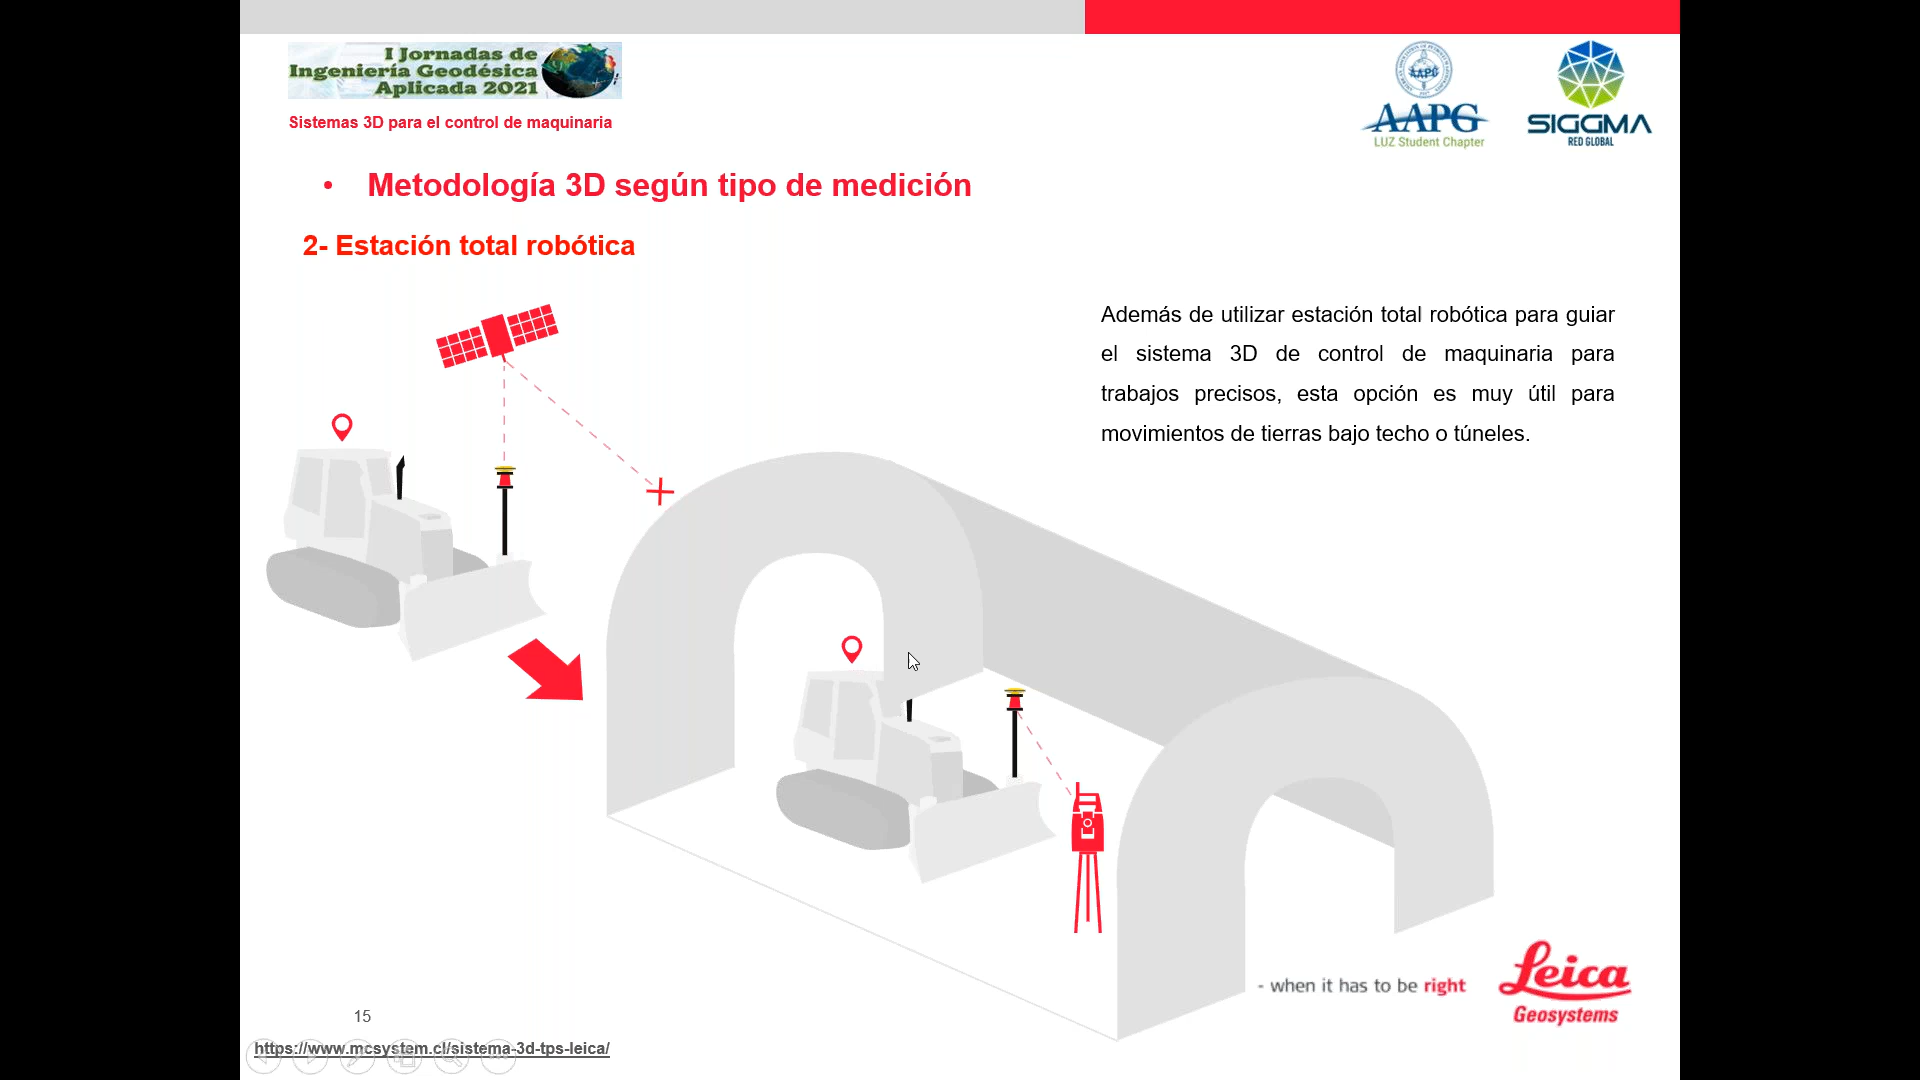 I Jornadas de
Ingeniería Geodésica
Aplicada 2021
Sistemas 3D para el control de maquinaria
AAPG
AAPG
LUZ Student Chapter
SIGGMA
RED GLOBAL
• Metodología 3D según tipo de medición
2- Estación total robótica
Además de utilizar estación total robótica para guiar
el sistema 3D de control de maquinaria para
trabajos precisos, esta opción es muy útil para
movimientos de tierras bajo techo o túneles.
- when it has to be right
Leica
Geosystems
15
https://www.mcsystem.cl/sistema-3d-tps-leica/